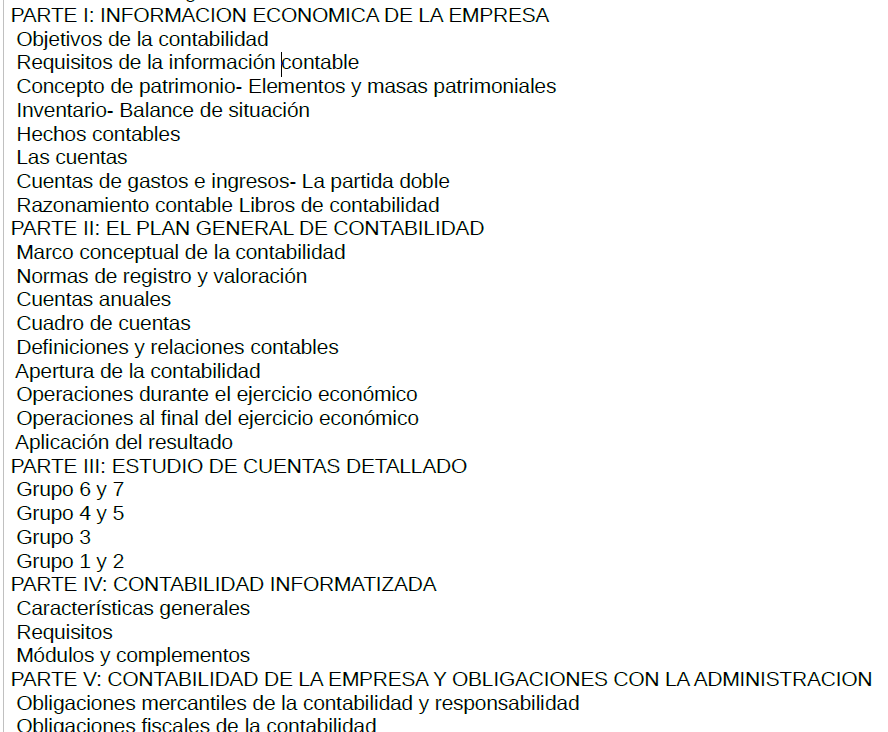 PARTE I: INFORMACION ECONOMICA DE LA EMPRESA
Objetivos de la contabilidad
Requisitos de la información contable
Concepto de patrimonio- Elementos y masas patrimoniales
Inventario- Balance de situación
Hechos contables
Las cuentas
Cuentas de gastos e ingresos- La partida doble
Razonamiento contable Libros de contabilidad
PARTE II: EL PLAN GENERAL DE CONTABILIDAD
Marco conceptual de la contabilidad
Normas de registro y valoración
Cuentas anuales
Cuadro de cuentas
Definiciones y relaciones contables
Apertura de la contabilidad
Operaciones durante el ejercicio económico
Operaciones al final del ejercicio económico
Aplicación del resultado
PARTE III: ESTUDIO DE CUENTAS DETALLADO
Grupo 6 y 7
Grupo 4 y 5
Grupo 3
Grupo 1 y 2
PARTE IV: CONTABILIDAD INFORMATIZADA
Características generales
Requisitos
Módulos y complementos
PARTE V: CONTABILIDAD DE LA EMPRESA Y OBLIGACIONES CON LA ADMINISTRACION
Obligaciones mercantiles de la contabilidad y responsabilidad
Obligaciones fiscales de la contabilidad